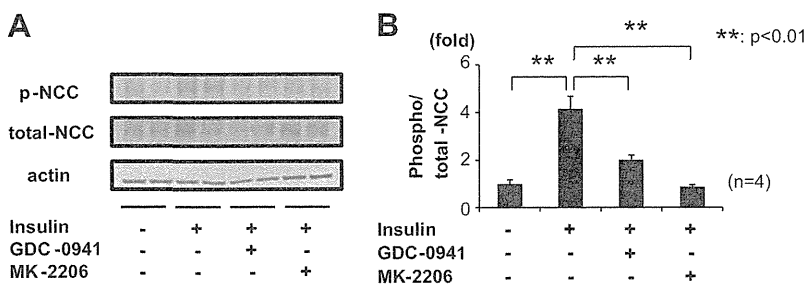 A
p-NCC
total-NCC
actin
Insulin - + + +
GDC-0941 - - + -
MK-2206 - - - +
B
(fold)
**: p<0.01
**
** **
Phospho/
total -NCC
6
4
2
0
(n=4)
Insulin - + + +
GDC-0941 - - + -
MK-2206 - - - +